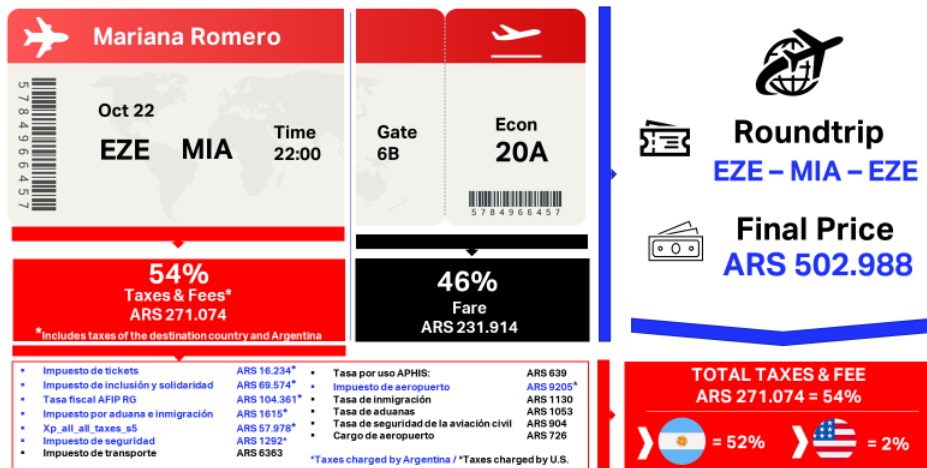 Mariana Romero
5784966457
Oct 22
EZE MIA
Time
22:00
Gate
6B
Econ
20A
5784966457
Roundtrip
EZE – MIA – EZE
Final Price
ARS 502.988
54%
Taxes & Fees*
ARS 271.074
*Includes taxes of the destination country and Argentina
46%
Fare
ARS 231.914
Impuesto de tickets ARS 16.234*
Impuesto de inclusión y solidaridad ARS 69.574*
Tasa fiscal AFIP RG ARS 104.361*
Impuesto por aduana e inmigración ARS 1615*
Xp_all_all_taxes_s5 ARS 57.978*
Impuesto de seguridad ARS 1292*
Impuesto de transporte ARS 6363
Tasa por uso APHIS: ARS 639
Impuesto de aeropuerto ARS 9205*
Tasa de inmigración ARS 1130
Tasa de aduanas ARS 1053
Tasa de seguridad de la aviación civil ARS 904
Cargo de aeropuerto ARS 726
*Taxes charged by Argentina / *Taxes charged by U.S.
TOTAL TAXES & FEE
ARS 271.074 = 54%
= 52%
= 2%